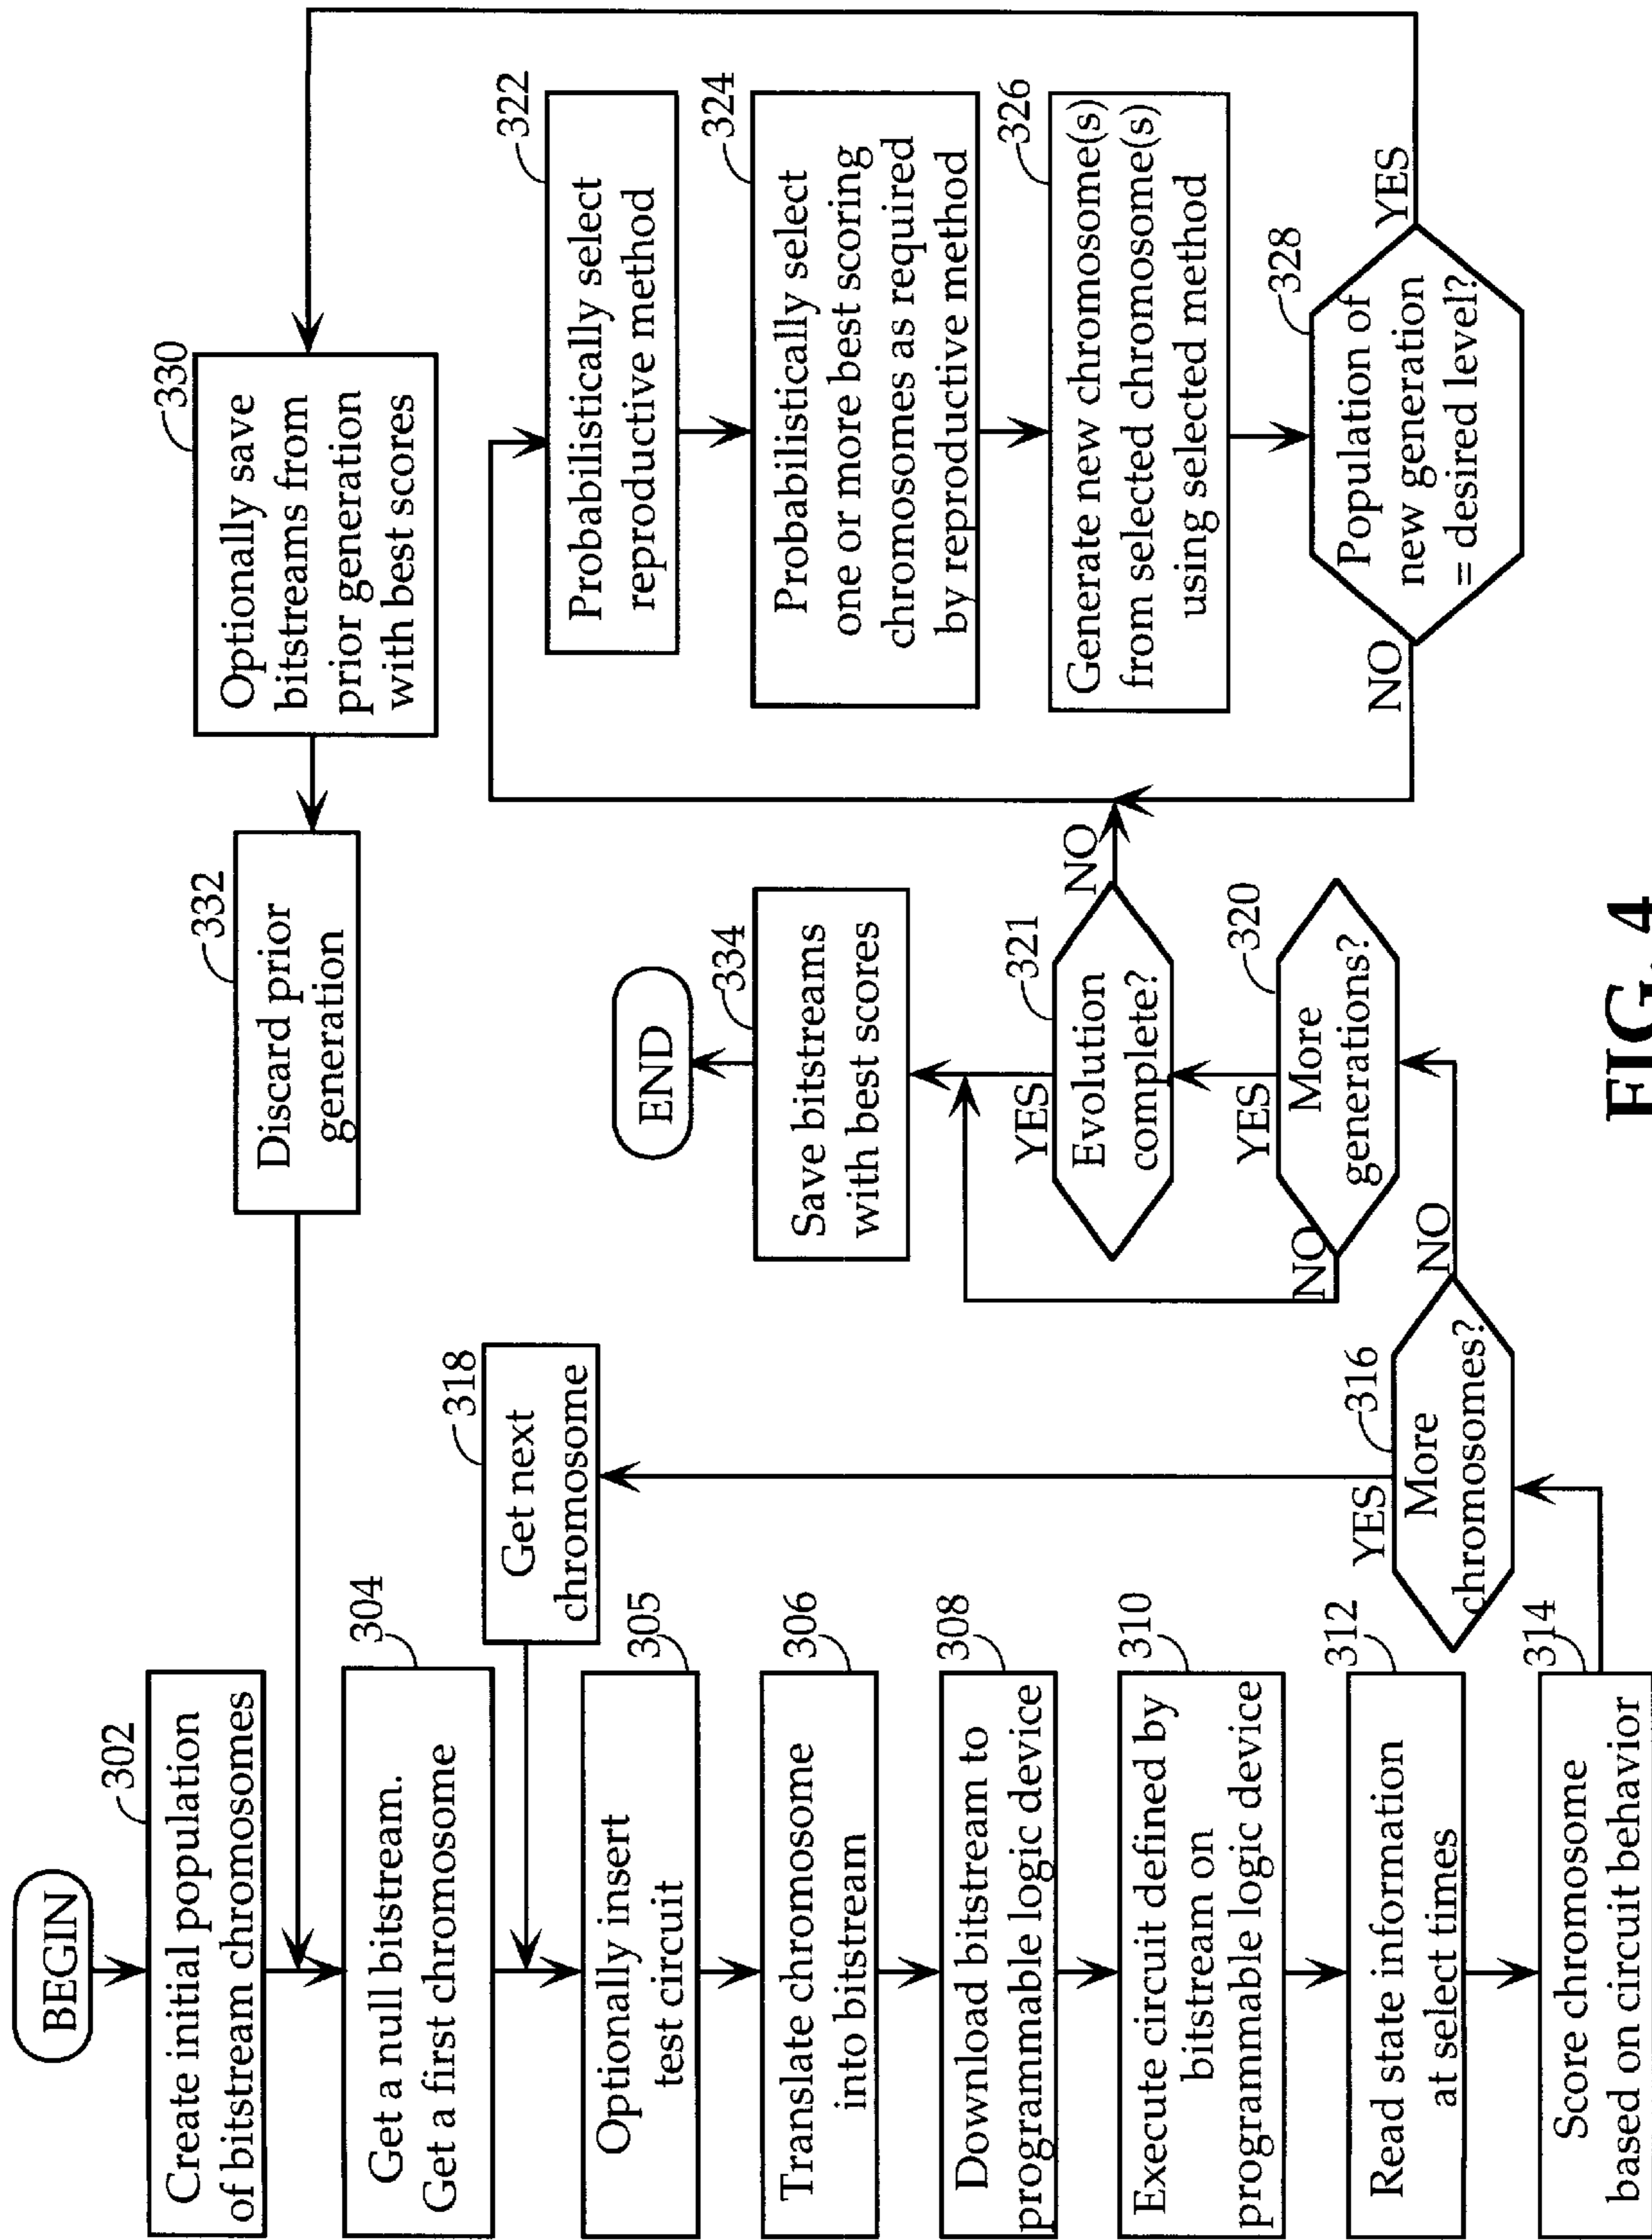 BEGIN
302
Create initial population
of bitstream chromosomes
304
Get a null bitstream.
Get a first chromosome
305
Optionally insert
test circuit
306
Translate chromosome
into bitstream
308
Download bitstream to
programmable logic device
310
Execute circuit defined by
bitstream on
programmable logic device
312
Read state information
at select times
314
Score chromosome
based on circuit behavior
316
More
chromosomes?
YES
NO
318
Get next
chromosome
320
More
generations?
YES
NO
321
Evolution
complete?
YES
NO
334
Save bitstreams
with best scores
END
322
Probabilistically select
reproductive method
324
Probabilistically select
one or more best scoring
chromosomes as required
by reproductive method
326
Generate new chromosome(s)
from selected chromosome(s)
using selected method
328
Population of
new generation
= desired level?
YES
NO
330
Optionally save
bitstreams from
prior generation
with best scores
332
Discard prior
generation
FIG. 4